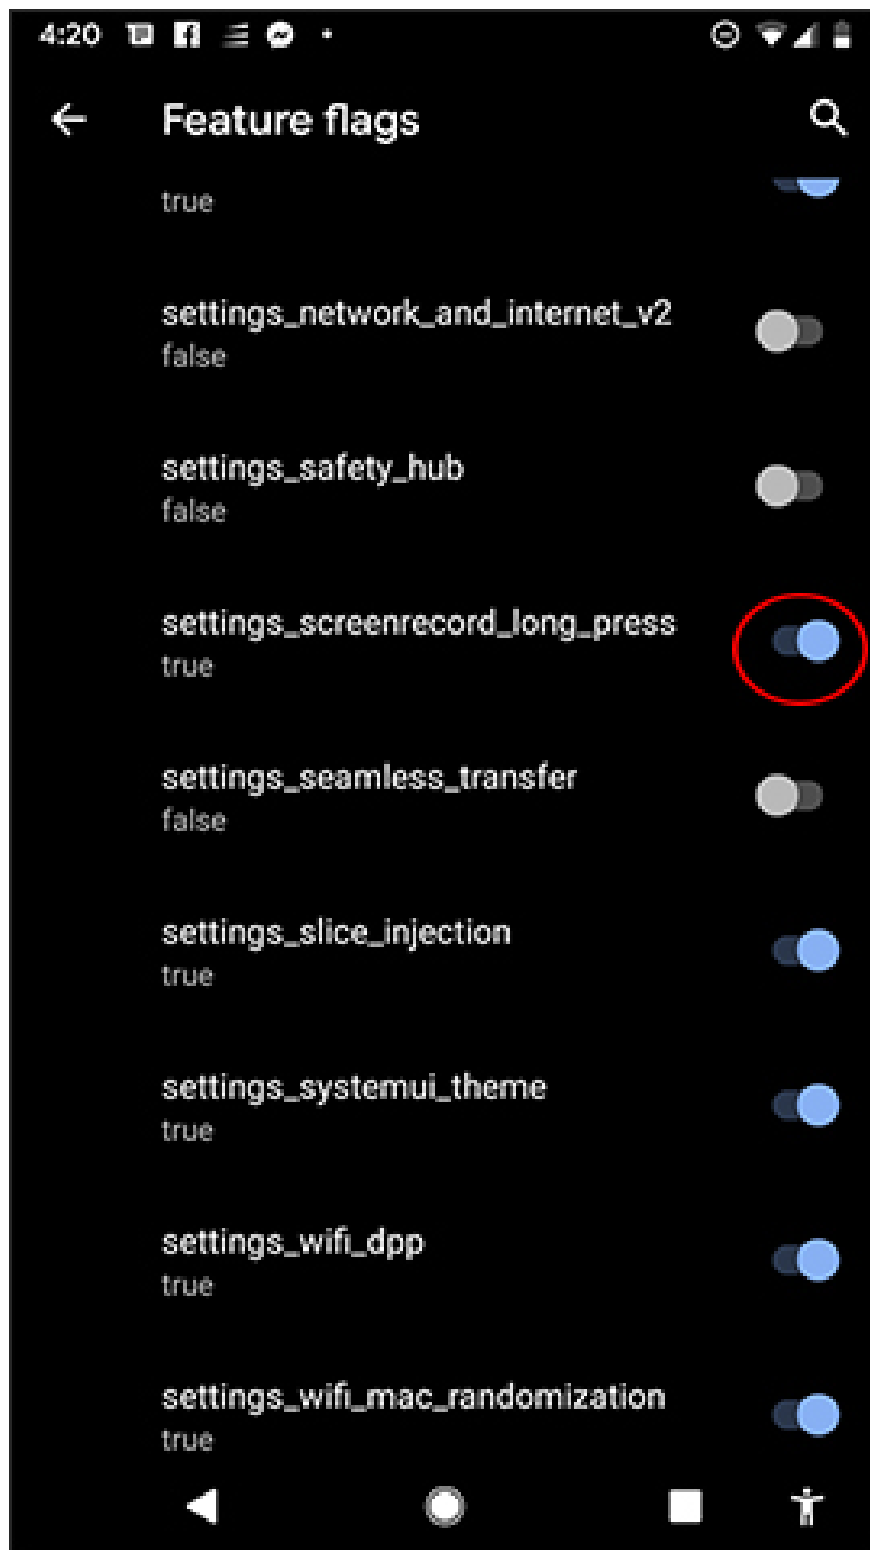 4:20
Feature flags
true
settings_network_and_internet_v2
false
settings_safety_hub
false
settings_screenrecord_long_press
true
settings_seamless_transfer
false
settings_slice_injection
true
settings_systemui_theme
true
settings_wifi_dpp
true
settings_wifi_mac_randomization
true